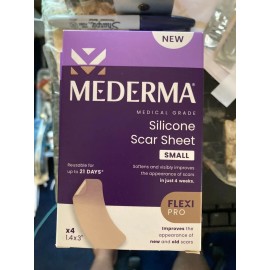 NEW
MEDERMA
MEDICAL GRADE
Silicone
Scar Sheet
SMALL
Reusable for
up to 21 DAYS*
Softens and visibly improves
the appearance of scars
in just 4 weeks.
FLEXI
PRO
x4
1.4 x 3"
Improves the
appearance of
new and old scars